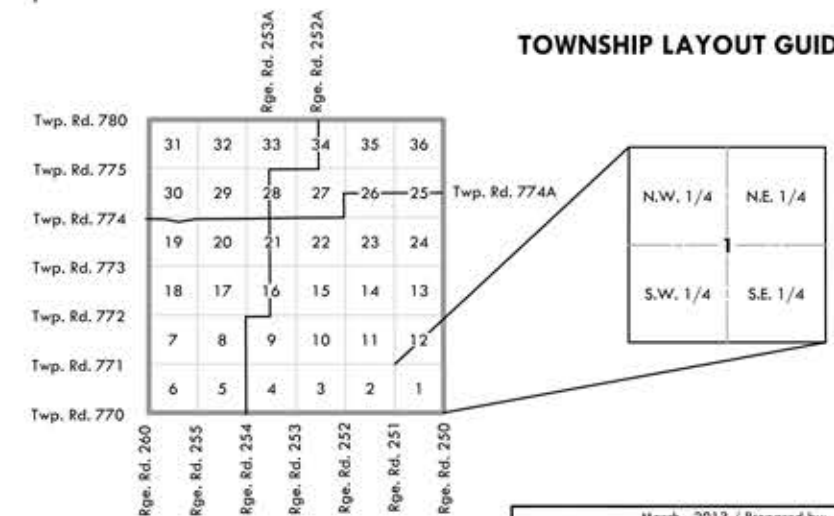 TOWNSHIP LAYOUT GUID
Rge. Rd. 253A
Rge. Rd. 252A
Twp. Rd. 780
31 32 33 34 35 36
Twp. Rd. 775
30 29 28 27 26 25 Twp. Rd. 774A
Twp. Rd. 774
19 20 21 22 23 24
Twp. Rd. 773
18 17 16 15 14 13
Twp. Rd. 772
7 8 9 10 11 12
Twp. Rd. 771
6 5 4 3 2 1
Twp. Rd. 770
Rge. Rd. 260
Rge. Rd. 255
Rge. Rd. 254
Rge. Rd. 253
Rge. Rd. 252
Rge. Rd. 251
Rge. Rd. 250
N.W. 1/4 N.E. 1/4
1
S.W. 1/4 S.E. 1/4